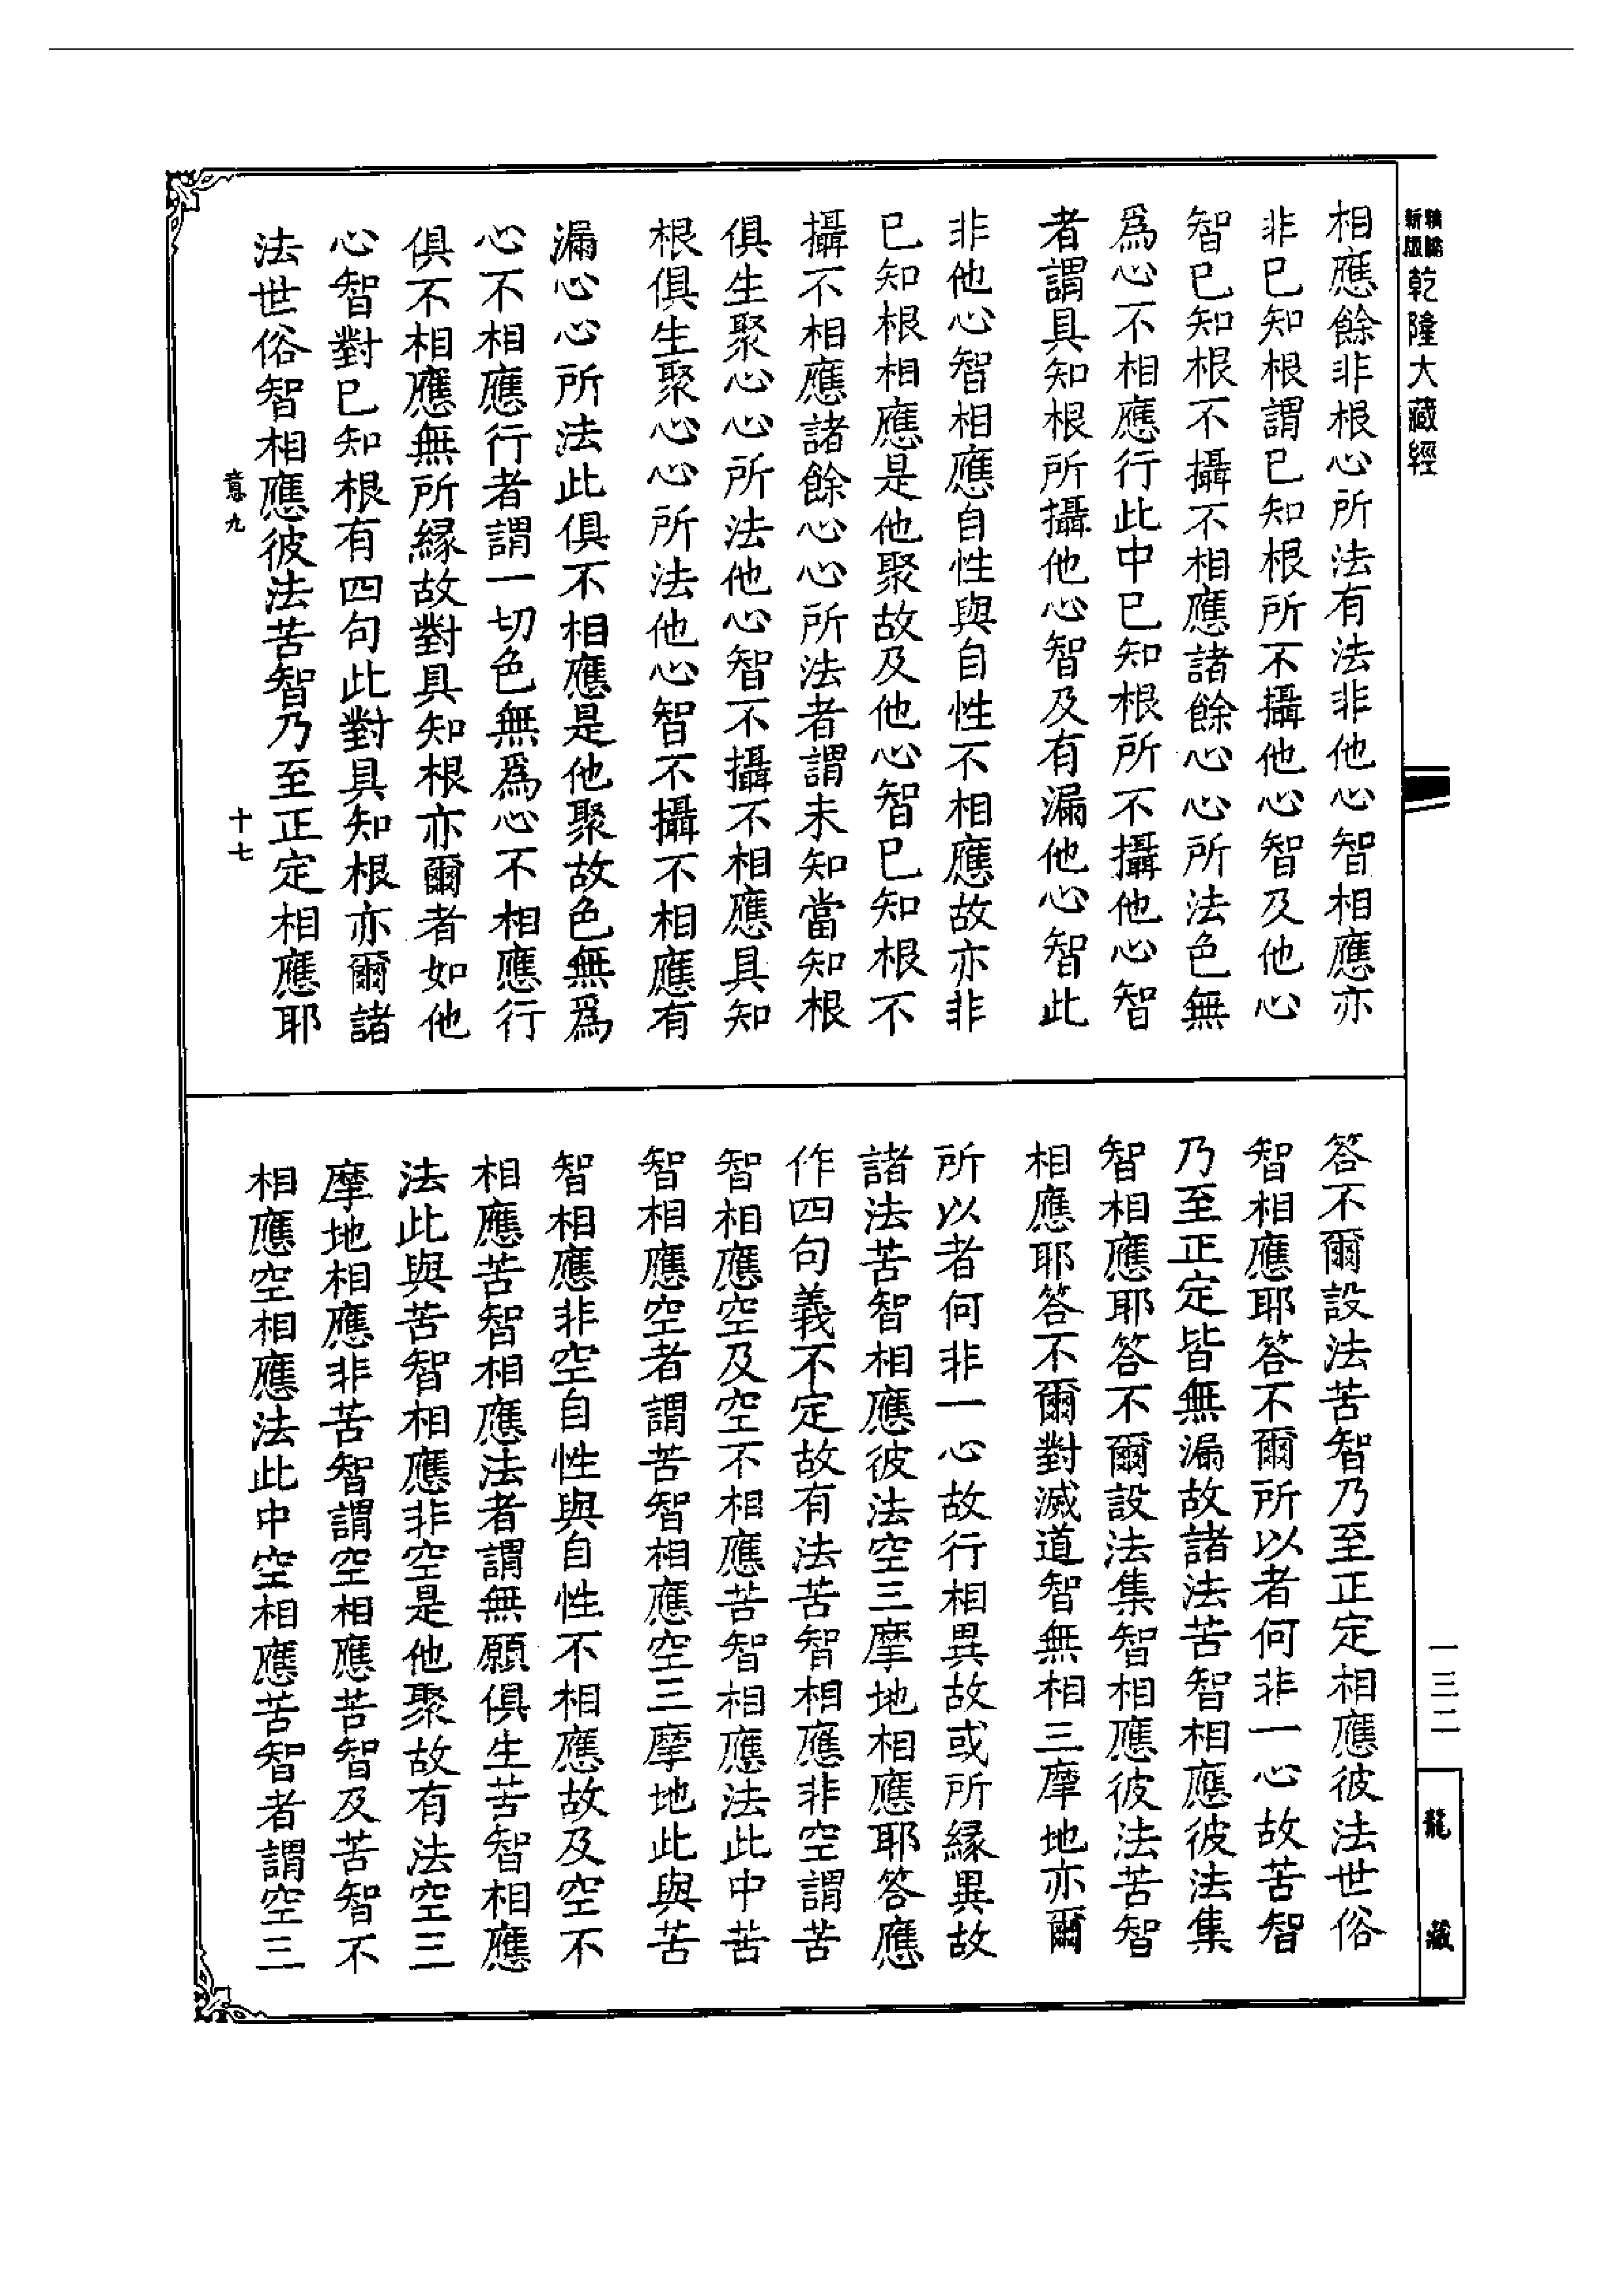 新版
精縮
乾隆大藏經
相應餘非根心所法有法非他心智相應亦
非已知根謂已知根所不攝他心智及他心
智已知根不攝不相應諸餘心心所法色無
爲心不相應行此中已知根所不攝他心智
者謂具知根所攝他心智及有漏他心智此
非他心智相應自性與自性不相應故亦非
已知根相應是他聚故及他心智已知根不
攝不相應諸餘心心所法者謂未知當知根
俱生聚心心所法他心智不攝不相應具知
根俱生聚心心所法他心智不攝不相應有
漏心心所法此俱不相應是他聚故色無爲
心不相應行者謂一切色無爲心不相應行
俱不相應無所緣故對具知根亦爾者如他
心智對已知根有四句此對具知根亦爾諸
法世俗智相應彼法苦智乃至正定相應耶
意九
十七
答不爾設法苦智乃至正定相應彼法世俗
智相應耶答不爾所以者何非一心故苦智
乃至正定皆無漏故諸法苦智相應彼法集
智相應耶答不爾設法集智相應彼法苦智
相應耶答不爾對滅道智無相三摩地亦爾
所以者何非一心故行相異故或所緣異故
諸法苦智相應彼法空三摩地相應耶答應
作四句義不定故有法苦智相應非空謂苦
智相應空及空不相應苦智相應法此中苦
智相應空者謂苦智相應空三摩地此與苦
智相應非空自性與自性不相應故及空不
相應苦智相應法者謂無願俱生苦智相應
法此與苦智相應非空是他聚故有法空三
摩地相應非苦智謂空相應苦智及苦智不
相應空相應法此中空相應苦智者謂空三
一三二
龍藏